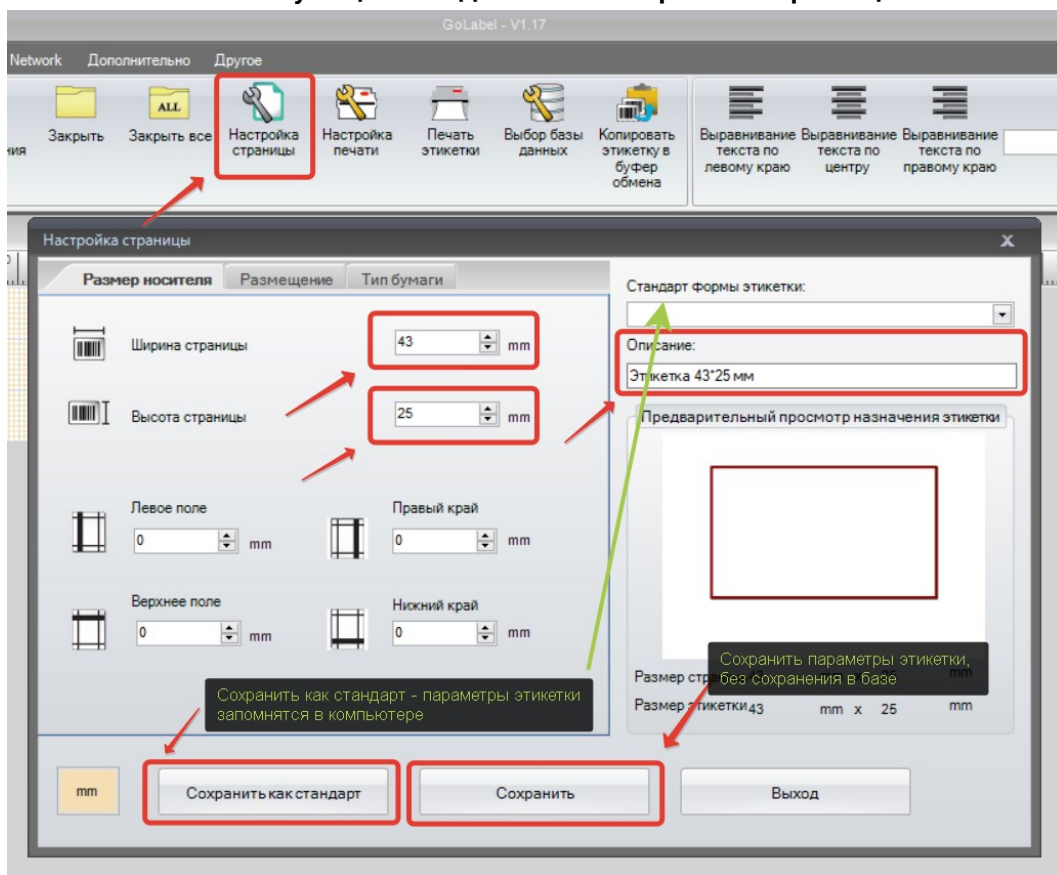 GoLabel - V1.17
Network Дополнительно Другое
Закрыть
ALL
Закрыть все
Настройка
страницы
Настройка
печати
Печать
этикетки
Выбор базы
данных
Копировать
этикетку в
буфер
обмена
Выравнивание
текста по
левому краю
Выравнивание
текста по
центру
Выравнивание
текста по
правому краю
Настройка страницы x
Размер носителя Размещение Тип бумаги
Стандарт формы этикетки:
Ширина страницы 43 mm
Описание:
Этикетка 43*25 мм
Высота страницы 25 mm
Предварительный просмотр назначения этикетки
Левое поле
0 mm
Правый край
0 mm
Верхнее поле
0 mm
Нижний край
0 mm
Сохранить параметры этикетки,
без сохранения в базе
Размер
Размер этикетки 43 mm x 25 mm
Сохранить как стандарт - параметры этикетки
запомнятся в компьютере
mm
Сохранить как стандарт
Сохранить
Выход